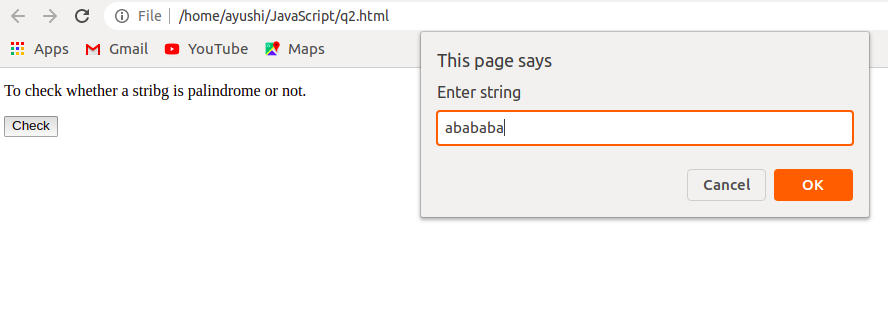 File | /home/ayushi/JavaScript/q2.html
Apps Gmail YouTube Maps
To check whether a stribg is palindrome or not.
Check
This page says
Enter string
abababa
Cancel OK